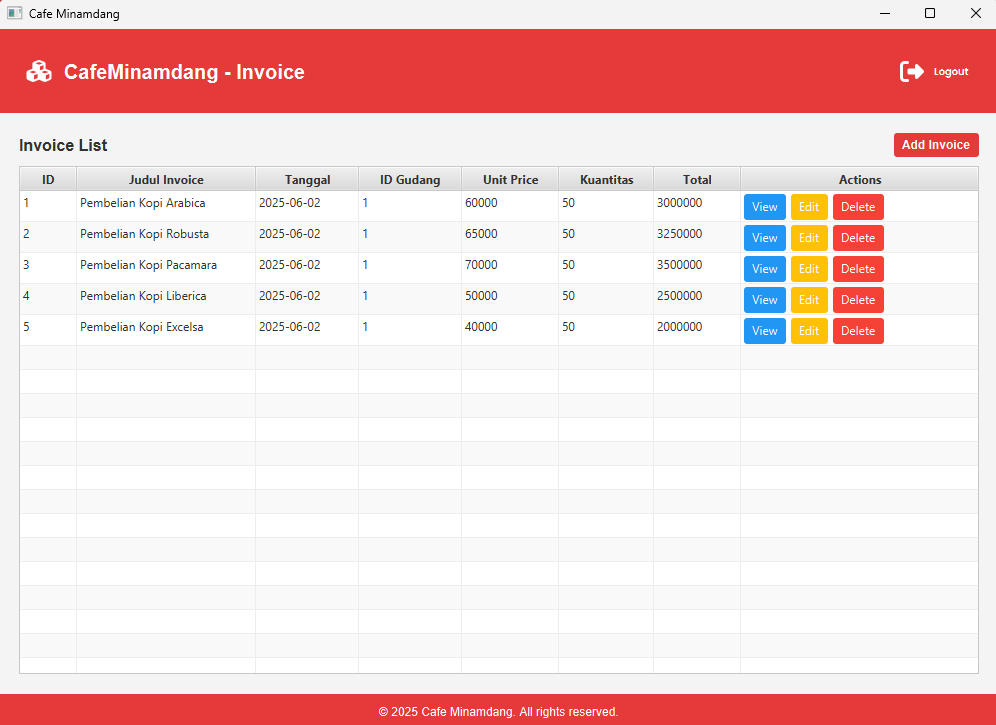 Cafe Minamdang
CafeMinamdang - Invoice
Logout
Invoice List
Add Invoice
ID Judul Invoice Tanggal ID Gudang Unit Price Kuantitas Total Actions
1 Pembelian Kopi Arabica 2025-06-02 1 60000 50 3000000 View Edit Delete
2 Pembelian Kopi Robusta 2025-06-02 1 65000 50 3250000 View Edit Delete
3 Pembelian Kopi Pacamara 2025-06-02 1 70000 50 3500000 View Edit Delete
4 Pembelian Kopi Liberica 2025-06-02 1 50000 50 2500000 View Edit Delete
5 Pembelian Kopi Excelsa 2025-06-02 1 40000 50 2000000 View Edit Delete
© 2025 Cafe Minamdang. All rights reserved.